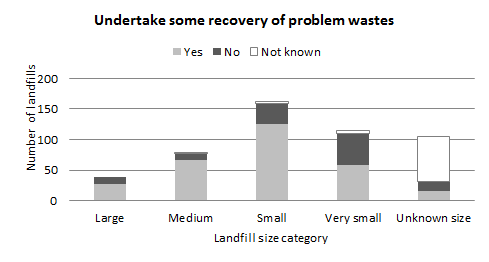 Undertake some recovery of problem wastes
Yes No Not known
Number of landfills
200
150
100
50
0
Large Medium Small Very small Unknown size
Landfill size category